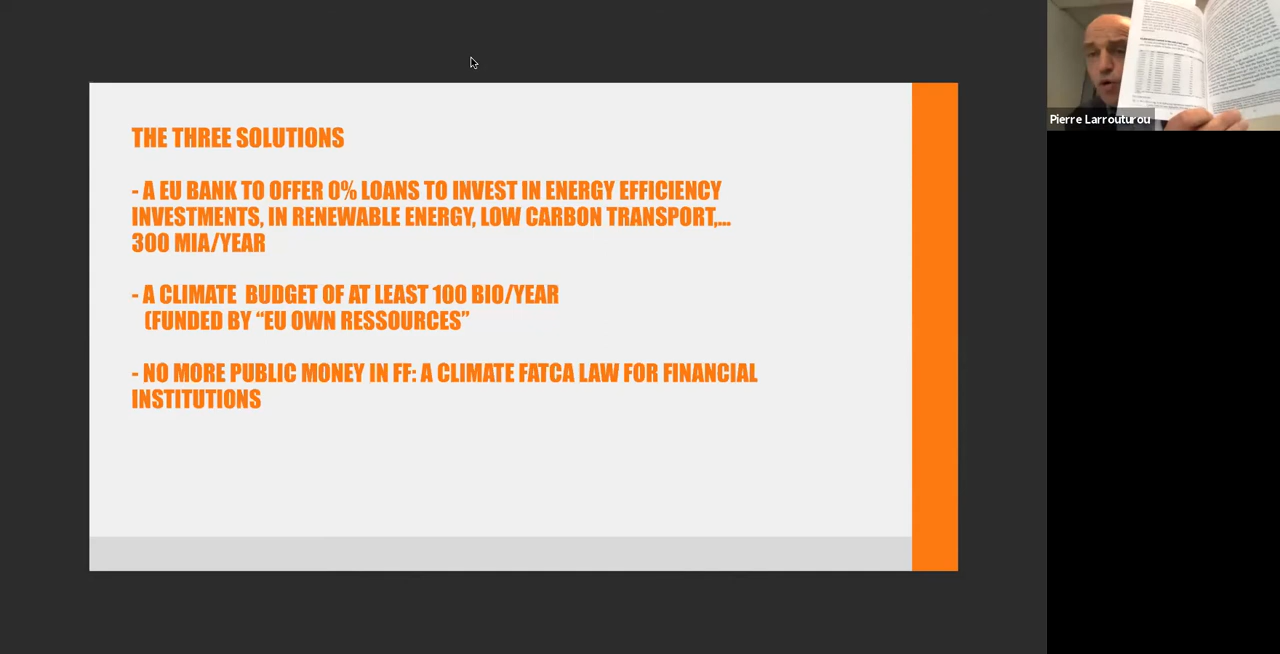 THE THREE SOLUTIONS
- A EU BANK TO OFFER 0% LOANS TO INVEST IN ENERGY EFFICIENCY
INVESTMENTS, IN RENEWABLE ENERGY, LOW CARBON TRANSPORT,...
300 MIA/YEAR
- A CLIMATE  BUDGET OF AT LEAST 100 BIO/YEAR
(FUNDED BY “EU OWN RESSOURCES”
- NO MORE PUBLIC MONEY IN FF: A CLIMATE FATCA LAW FOR FINANCIAL
INSTITUTIONS
Pierre Larrouturou